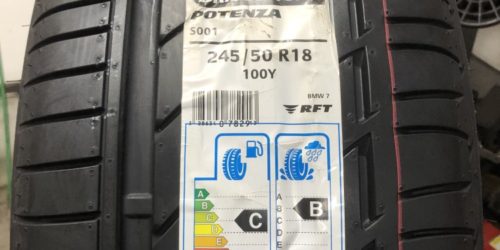 POTENZA
S001
245/50 R18
100Y
BMW 7
RFT
A
B
C
D
E
C
A
B
C
B